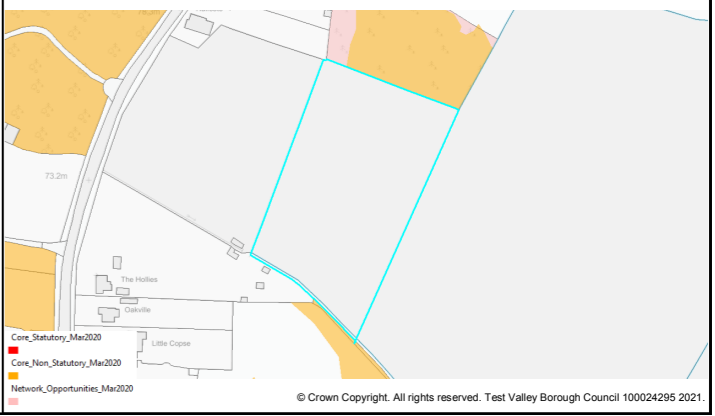 73.2m
The Hollies
Oakville
Little Copse
Core_Statutory_Mar2020
Core_Non_Statutory_Mar2020
Network_Opportunities_Mar2020
© Crown Copyright. All rights reserved. Test Valley Borough Council 100024295 2021.